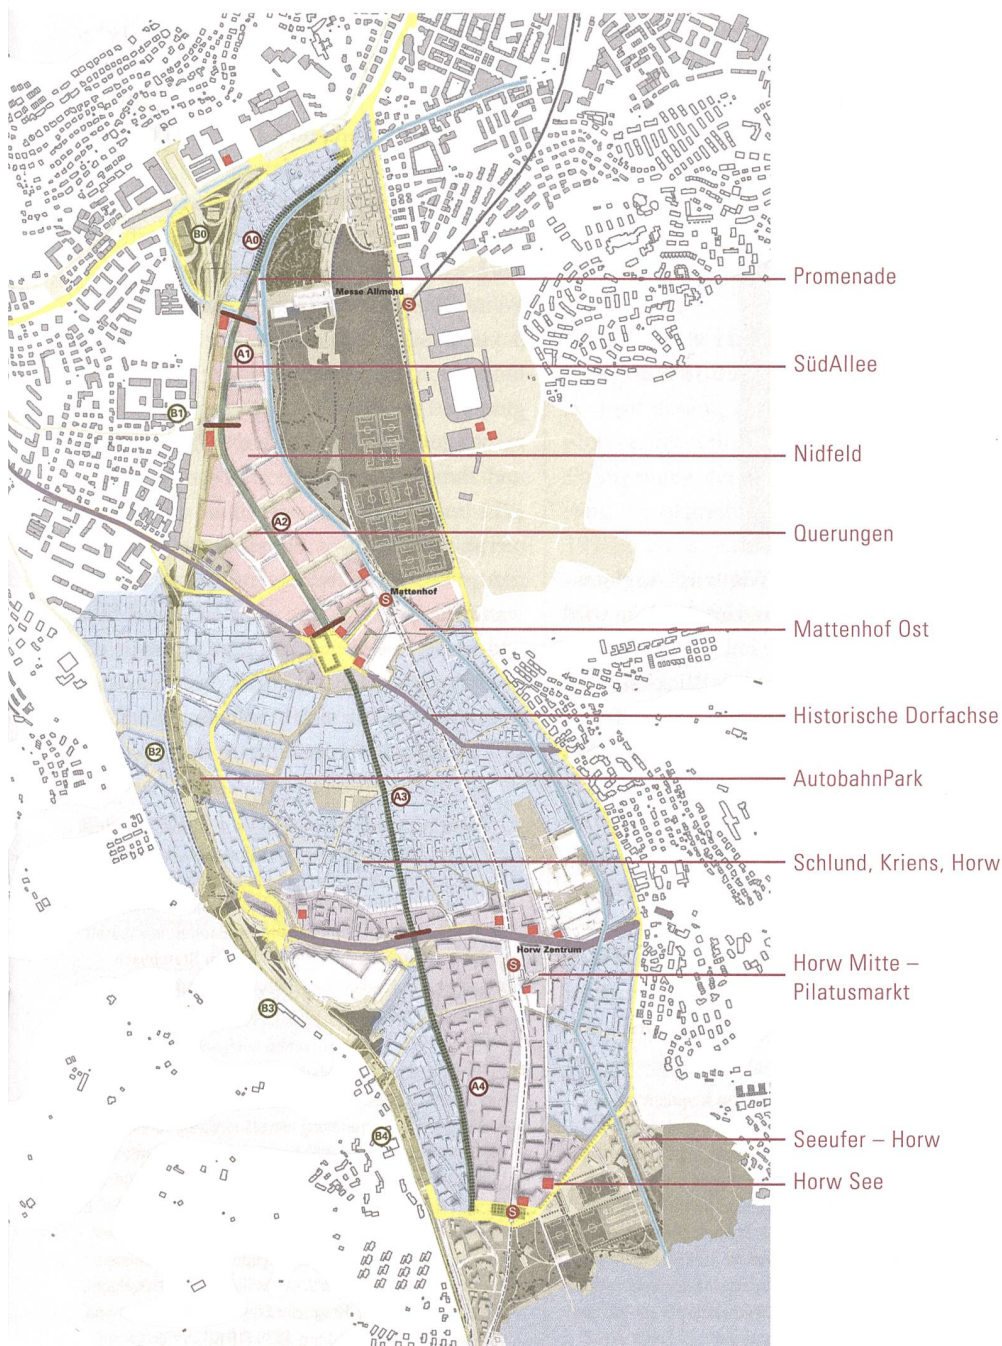 B0
A0
Promenade
Messe Allmend
S
A1
SüdAllee
B1
Nidfeld
A2
Querungen
S
Mattenhof
Mattenhof Ost
Historische Dorfachse
B2
AutobahnPark
A3
Schlund, Kriens, Horw
Horw Zentrum
S
Horw Mitte –
Pilatusmarkt
B3
A4
B4
Seeufer – Horw
Horw See
S